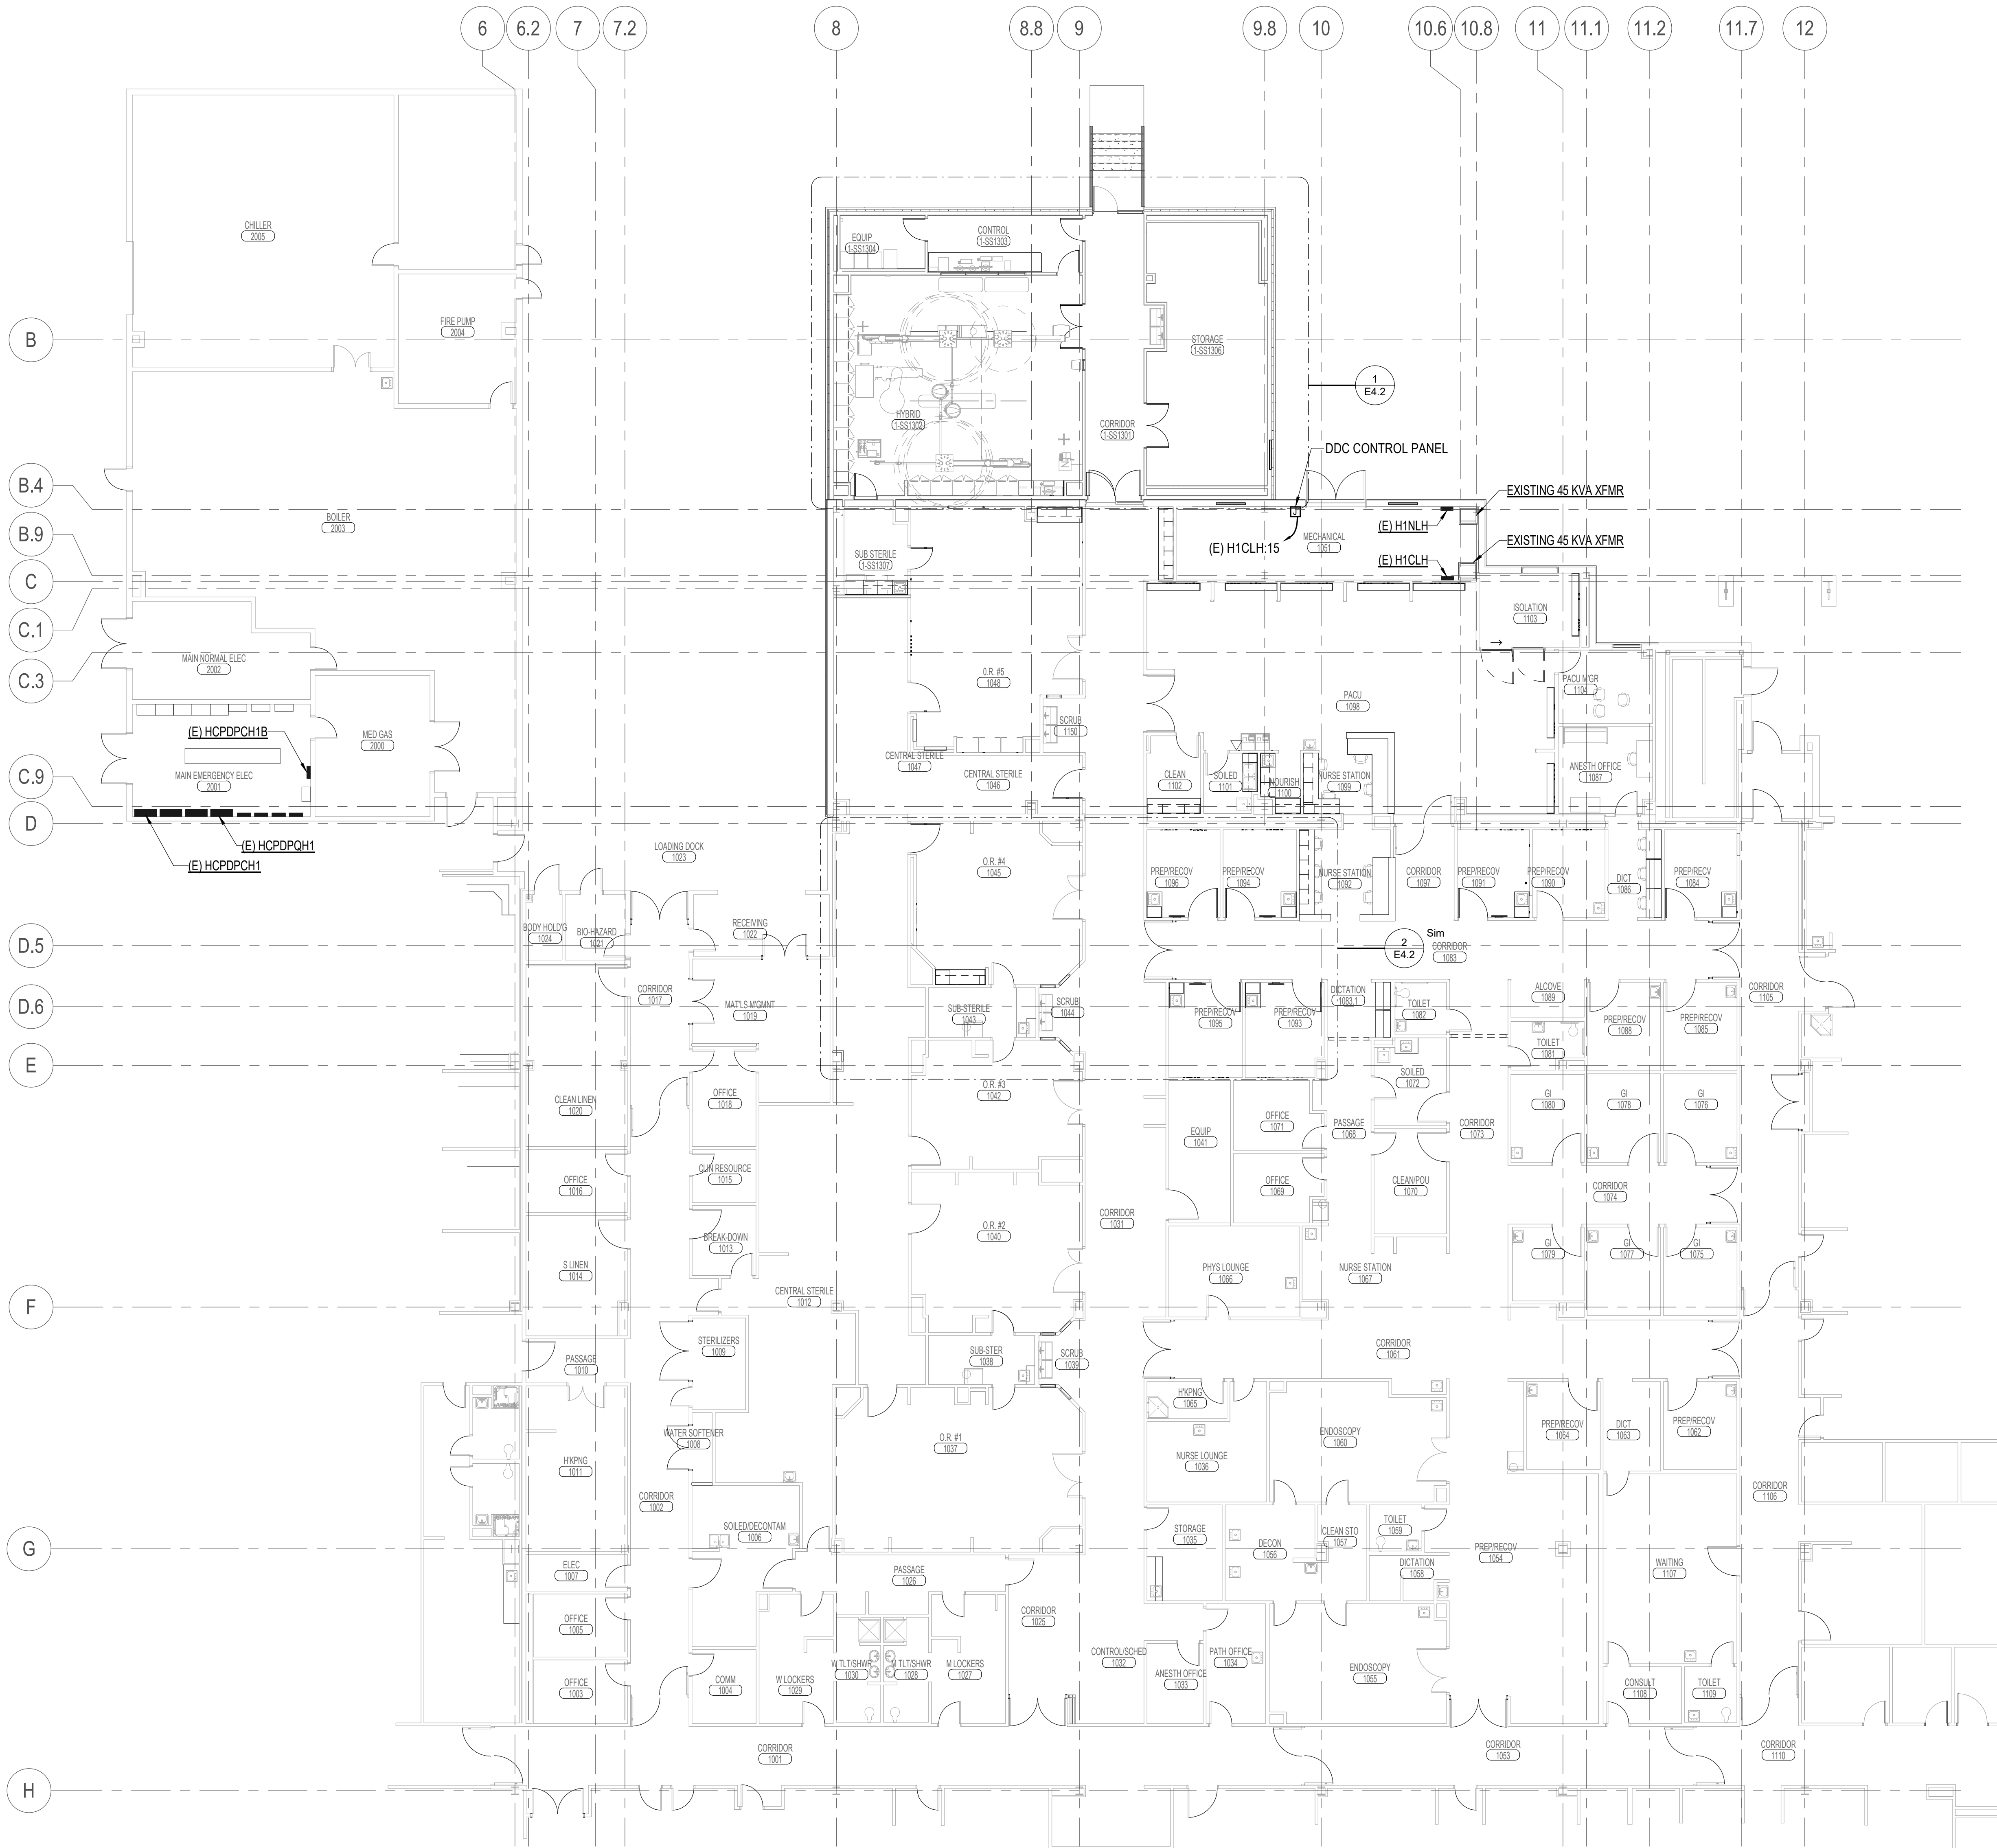 6 6.2 7 7.2 8 8.8 9 9.8 10 10.6 10.8 11 11.1 11.2 11.7 12
CHILLER
2005
EQUIP
1-SS1304
CONTROL
1-SS1303
FIRE PUMP
2004
B
STORAGE
1-SS1306
1
E4.2
HYBRID
1-SS1302
CORRIDOR
1-SS1301
DDC CONTROL PANEL
B.4
EXISTING 45 KVA XFMR
BOILER
2003
J
(E) H1NLH
B.9
MECHANICAL
1051
EXISTING 45 KVA XFMR
(E) H1CLH:15
SUB STERILE
1-SS1307
(E) H1CLH
C
ISOLATION
1103
C.1
MAIN NORMAL ELEC
2002
C.3
O.R. #5
1048
PACU M'GR
1104
PACU
1098
SCRUB
1150
(E) HCPDPCH1B
MED GAS
2000
CENTRAL STERILE
1047
CENTRAL STERILE
1046
ANESTH OFFICE
1087
MAIN EMERGENCY ELEC
2001
CLEAN
1102
SOILED
1101
NOURISH
1100
NURSE STATION
1099
C.9
D
(E) HCPDPQH1
(E) HCPDPCH1
LOADING DOCK
1023
O.R. #4
1045
PREP/RECOV
1096
PREP/RECOV
1094
NURSE STATION
1092
CORRIDOR
1097
PREP/RECOV
1091
PREP/RECOV
1090
DICT
1086
PREP/RECV
1084
BODY HOLD'G
1024
BIO-HAZARD
1021
RECEIVING
1022
D.5
2
E4.2
Sim
CORRIDOR
1083
CORRIDOR
1017
MAT'LS M'GMNT
1019
D.6
SUB-STERILE
1043
SCRUB
1044
PREP/RECOV
1095
PREP/RECOV
1093
DICTATION
1083.1
TOILET
1082
ALCOVE
1089
PREP/RECOV
1088
PREP/RECOV
1085
CORRIDOR
1105
TOILET
1081
E
SOILED
1072
CLEAN LINEN
1020
OFFICE
1018
O.R. #3
1042
GI
1080
GI
1078
GI
1076
EQUIP
1041
OFFICE
1071
PASSAGE
1068
CORRIDOR
1073
OFFICE
1016
CLIN RESOURCE
1015
OFFICE
1069
CLEAN/POU
1070
CORRIDOR
1074
CORRIDOR
1031
O.R. #2
1040
BREAK-DOWN
1013
GI
1079
GI
1077
GI
1075
S LINEN
1014
PHYS LOUNGE
1066
NURSE STATION
1067
CENTRAL STERILE
1012
F
STERILIZERS
1009
SUB-STER
1038
SCRUB
1039
CORRIDOR
1061
PASSAGE
1010
H'KPNG
1065
WATER SOFTENER
1008
O.R. #1
1037
ENDOSCOPY
1060
PREP/RECOV
1064
DICT
1063
PREP/RECOV
1062
H'KPNG
1011
NURSE LOUNGE
1036
CORRIDOR
1002
CORRIDOR
1106
SOILED/DECONTAM
1006
STORAGE
1035
DECON
1056
CLEAN STO
1057
TOILET
1059
G
PREP/RECOV
1054
ELEC
1007
PASSAGE
1026
DICTATION
1058
WAITING
1107
OFFICE
1005
CORRIDOR
1025
CONTROL/SCHED
1032
PATH OFFICE
1034
OFFICE
1003
COMM
1004
W LOCKERS
1029
W TLT/SHWR
1030
M TLT/SHWR
1028
M LOCKERS
1027
ANESTH OFFICE
1033
ENDOSCOPY
1055
CONSULT
1108
TOILET
1109
CORRIDOR
1001
CORRIDOR
1053
CORRIDOR
1110
H